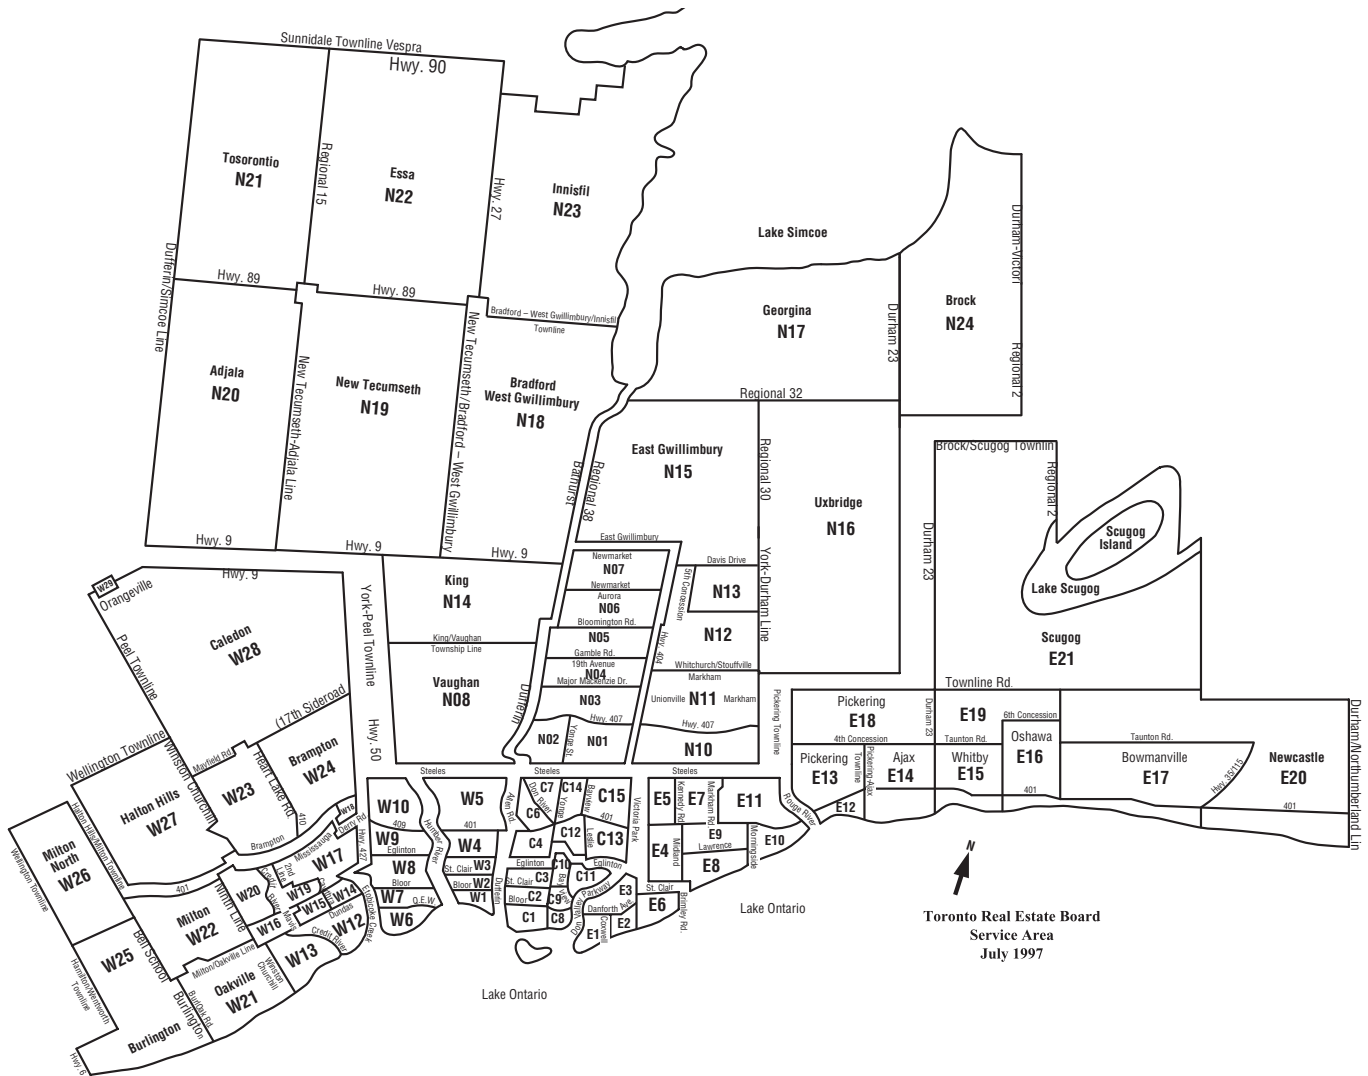 Sunnidale Townline Vespra
Hwy. 90
Tosorontio
N21
Regional 15
Essa
N22
Hwy. 27
Innisfil
N23
Lake Simcoe
Dufferin/Simcoe Line
Hwy. 89
Hwy. 89
Bradford – West Gwillimbury/Innisfil
Townline
Georgina
N17
Durham 23
Brock
N24
Durham-Victori
Regional 2
Adjala
N20
New Tecumseth-Adjala Line
New Tecumseth
N19
New Tecumseth/Bradford – West Gwillimbury
Bradford
West Gwillimbury
N18
Bathurst
Regional 38
Regional 32
East Gwillimbury
N15
Regional 30
Uxbridge
N16
Durham 23
Brock/Scugog Townlin
Regional 2
Scugog
Island
Lake Scugog
Scugog
E21
Hwy. 9
Hwy. 9
Hwy. 9
East Gwillimbury
Newmarket
N07
Newmarket
Aurora
N06
Bloomington Rd.
N05
Gamble Rd.
19th Avenue
N04
Major Mackenzie Dr.
N03
Hwy. 407
N02
Yonge St.
N01
Davis Drive
5th Concession
N13
York-Durham Line
N12
Hwy. 404
Whitchurch/Stouffville
Markham
Unionville
N11
Markham
Hwy. 407
N10
W29
Orangeville
Hwy. 9
Peel Townline
Caledon
W28
York-Peel Townline
King
N14
King/Vaughan
Township Line
Vaughan
N08
Dufferin
Hwy. 50
(17th Sideroad
Wellington Townline
Winston Churchill
Mayfield Rd
Heart Lake Rd
Brampton
W24
W23
410
Halton Hills
W27
Halton Hills/Milton Townline
Milton
North
W26
Wellington Townline
Brampton
401
W18
Derry Rd
Hwy. 427
Mississauga
W17
2nd
Line
W20
Credit
River
W19
Mavis
W15
W14
Dundas
W16
Credit River
W12
Etobicoke Creek
W13
Winston
Churchill
Ninth Line
Milton
W22
Milton/Oakville Line
Oakville
W21
BurlOak Rd.
Burlington
Bell School
W25
Hamilton/Wentworth
Townline
Burlington
Hwy. 6
Steeles
Steeles
Steeles
W10
409
W9
Eglinton
W8
Bloor
W7
Q.E.W.
W6
Humber River
W5
401
W4
St. Clair
W3
Bloor
W2
W1
Dufferin
Allen Rd.
C7
Don River
C6
C14
Yonge
C4
Bayview
C15
401
C12
Leslie
C13
Eglinton
C10
Eglinton
St. Clair
C3
C11
Bay
view
Bloor
C2
C9
C1
C8
Don Valley Parkway
Victoria Park
E5
Kennedy Rd
E7
Markham Rd
E11
Rouge River
E4
Midland
E9
Lawrence
E8
Morningside
E10
St. Clair
E3
Danforth Ave.
E6
Brimley Rd.
E1
Coxwell
E2
Lake Ontario
Lake Ontario
Pickering Townline
Townline Rd.
Pickering
E18
4th Concession
Pickering
E13
Townline
Pickering-Ajax
E12
Ajax
E14
Durham 23
E19
Taunton Rd.
Whitby
E15
6th Concession
Oshawa
E16
401
Taunton Rd.
Bowmanville
E17
Hwy. 35/115
Newcastle
E20
401
Durham/Northumberland Lin
N
Toronto Real Estate Board
Service Area
July 1997